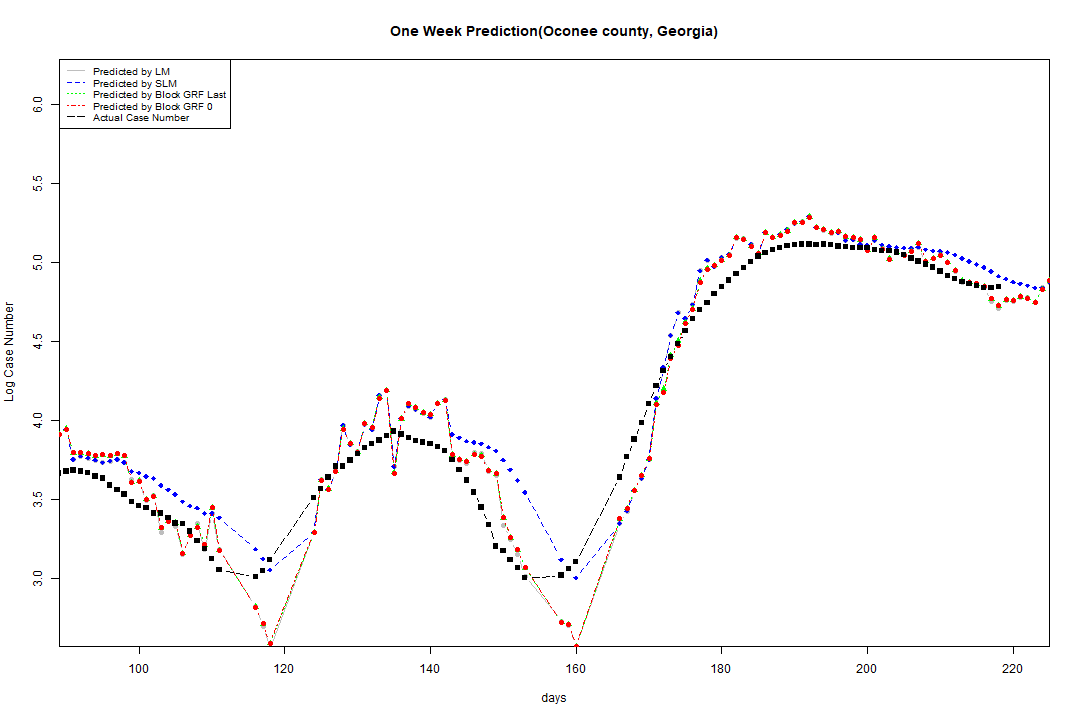 One Week Prediction(Oconee county, Georgia)
Predicted by LM
Predicted by SLM
Predicted by Block GRF Last
Predicted by Block GRF 0
Actual Case Number
6.0
5.5
5.0
4.5
4.0
3.5
3.0
Log Case Number
100 120 140 160 180 200 220
days